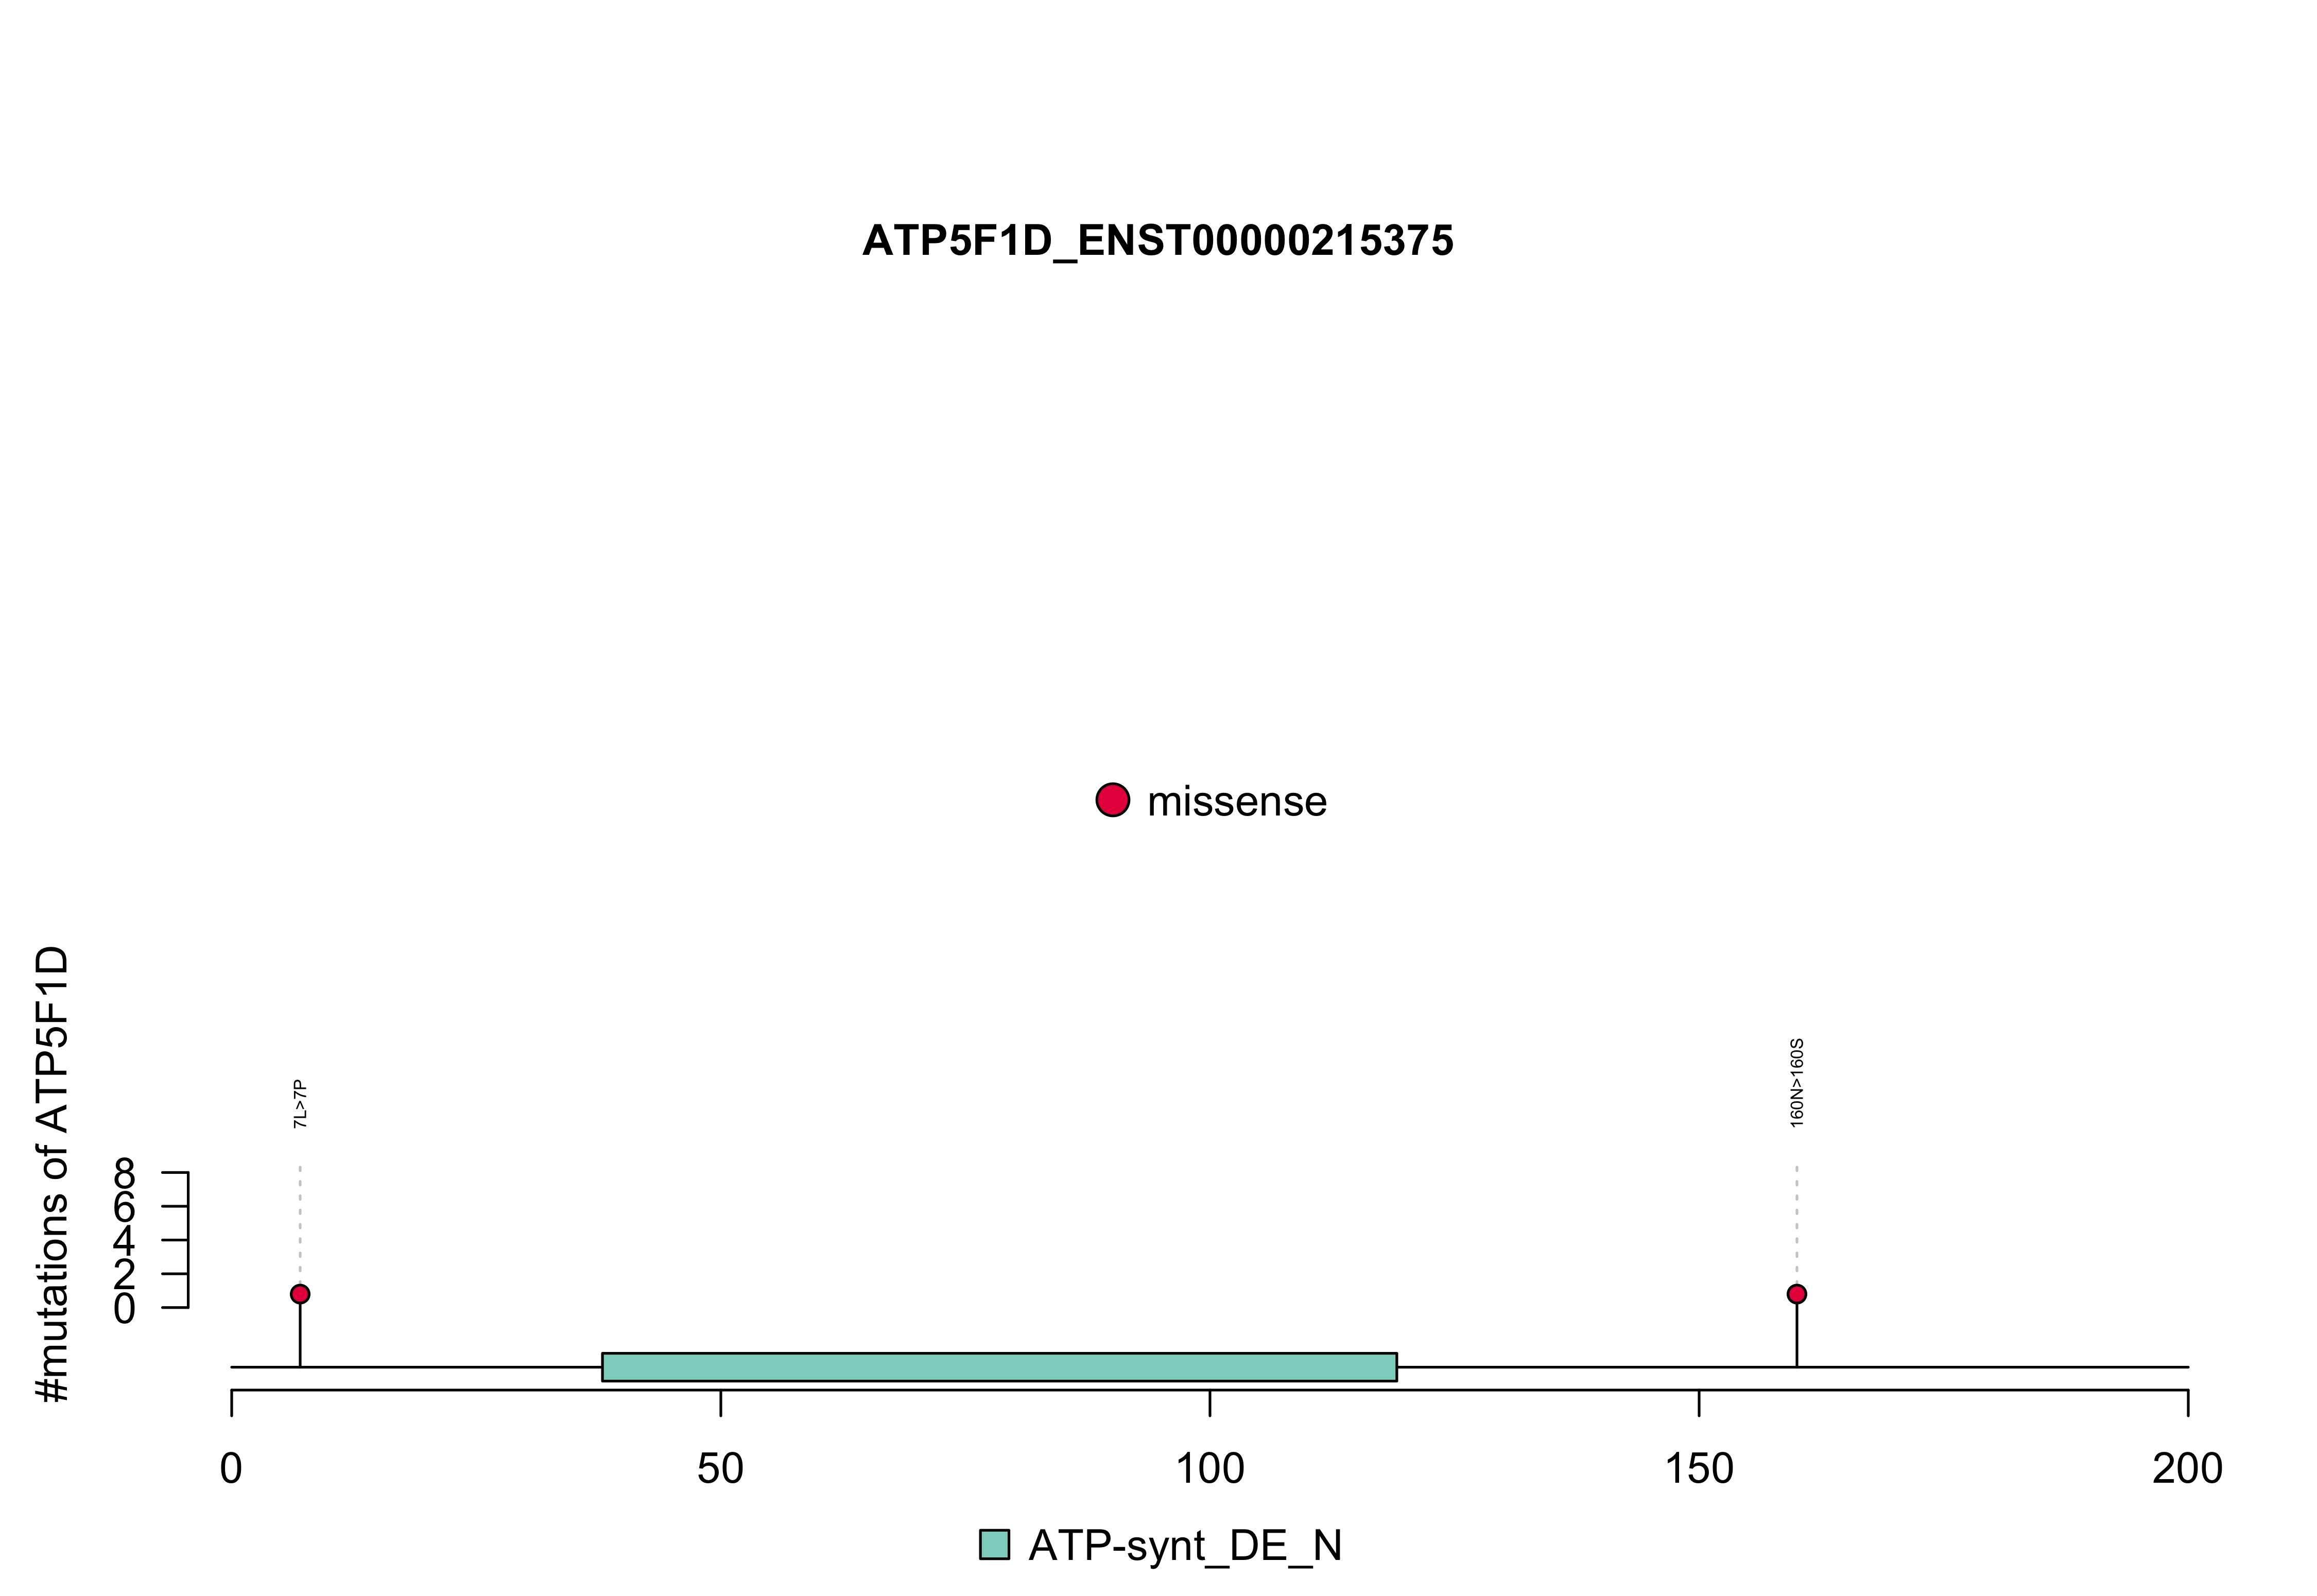 ATP5F1D_ENST00000215375
missense
#mutations of ATP5F1D
7L>7P
160N>160S
8
6
4
2
0
0 50 100 150 200
ATP-synt_DE_N